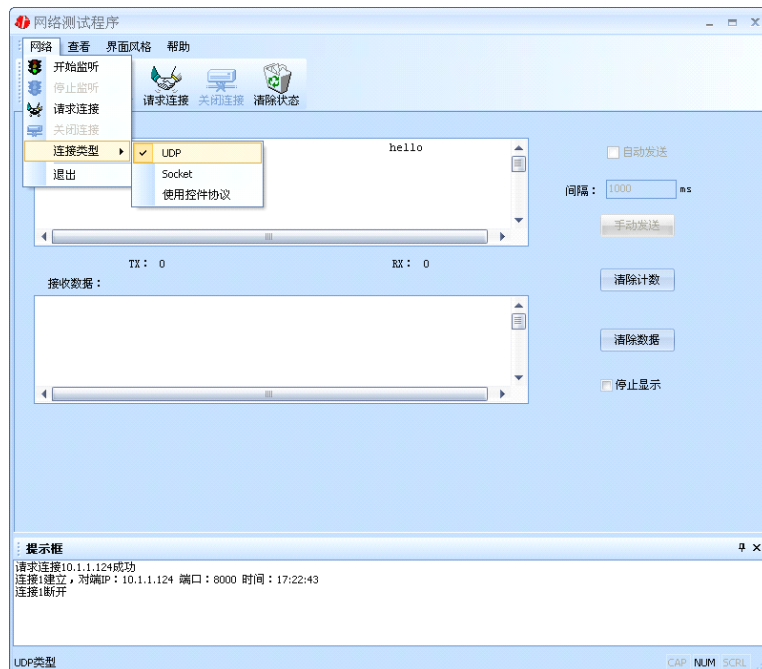 网络测试程序
网络 查看 界面风格 帮助
开始监听
停止监听
请求连接
关闭连接
连接类型
退出
UDP
Socket
使用控件协议
请求连接 关闭连接 清除状态
hello
自动发送
间隔： 1000 ms
手动发送
TX： 0 RX： 0
接收数据：
清除计数
清除数据
停止显示
提示框
请求连接10.1.1.124成功
连接1建立，对端IP：10.1.1.124 端口：8000 时间：17:22:43
连接1断开
UDP类型 CAP NUM SCRL